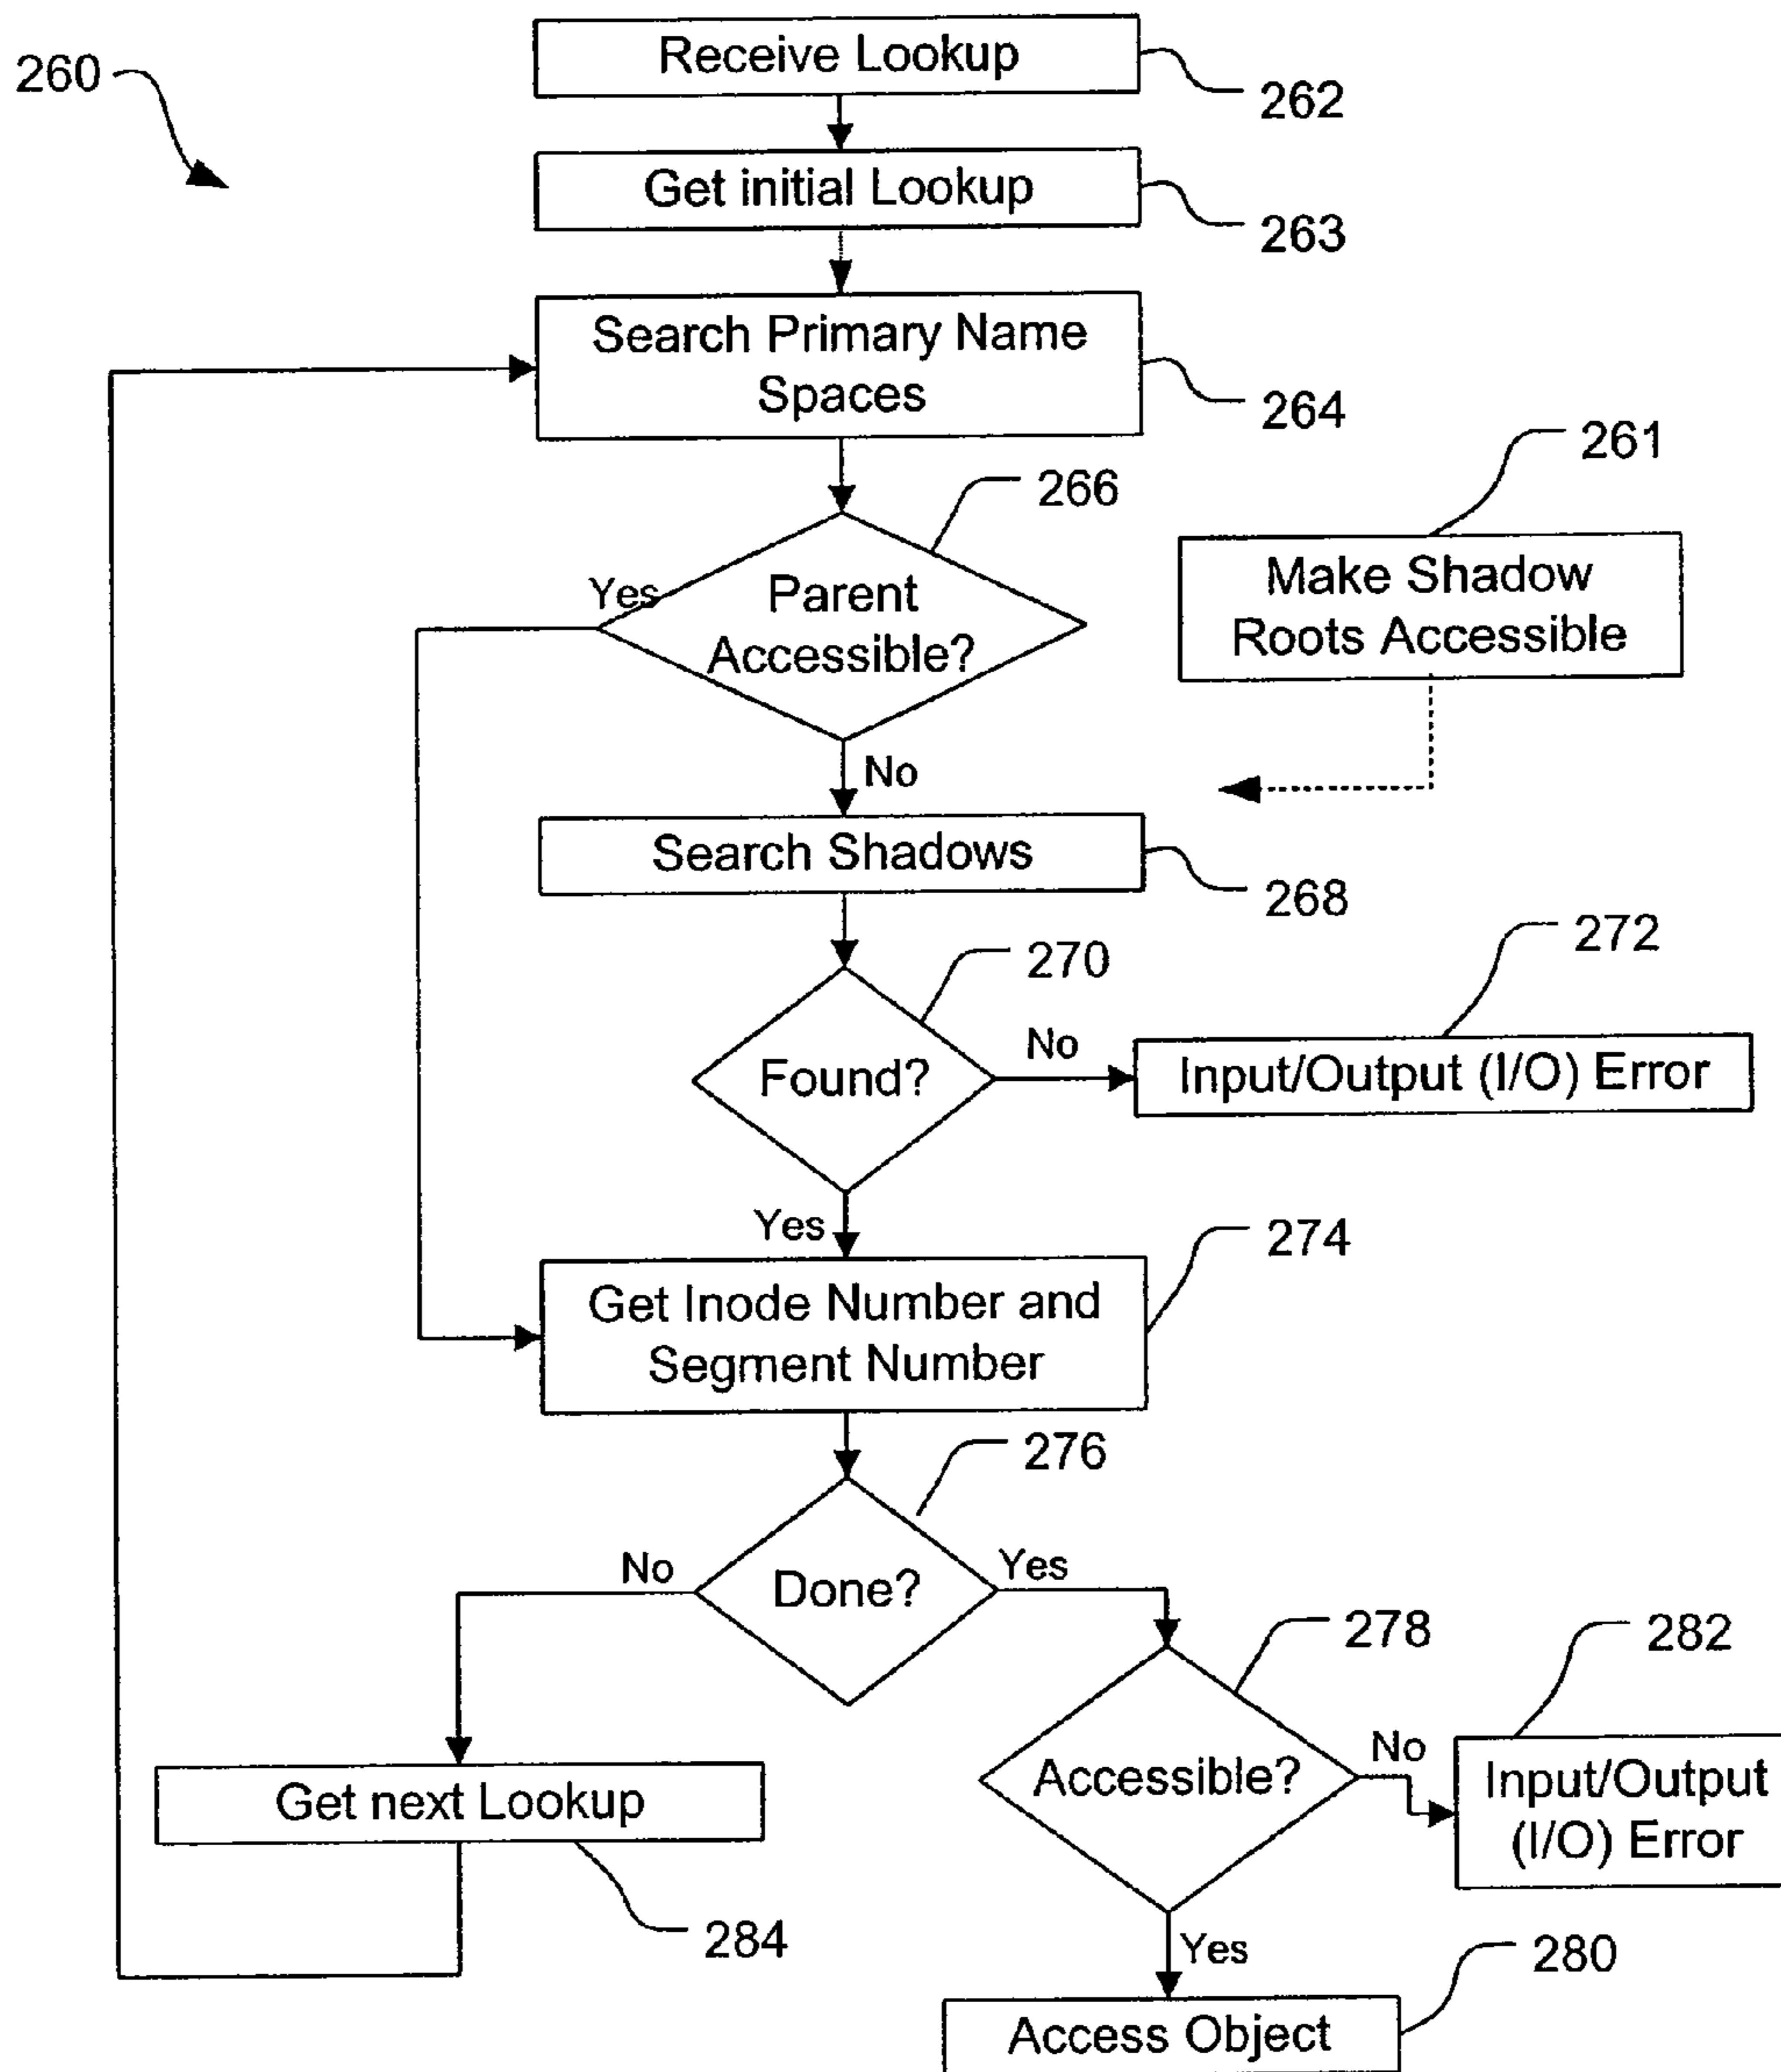 260
Receive Lookup
262
Get initial Lookup
263
Search Primary Name
Spaces
264
261
266
Make Shadow
Roots Accessible
Yes
Parent
Accessible?
No
Search Shadows
268
270
272
Found?
No
Input/Output (I/O) Error
Yes
274
Get Inode Number and
Segment Number
276
No
Done?
Yes
278
282
Accessible?
No
Input/Output
(I/O) Error
Get next Lookup
284
Yes
280
Access Object